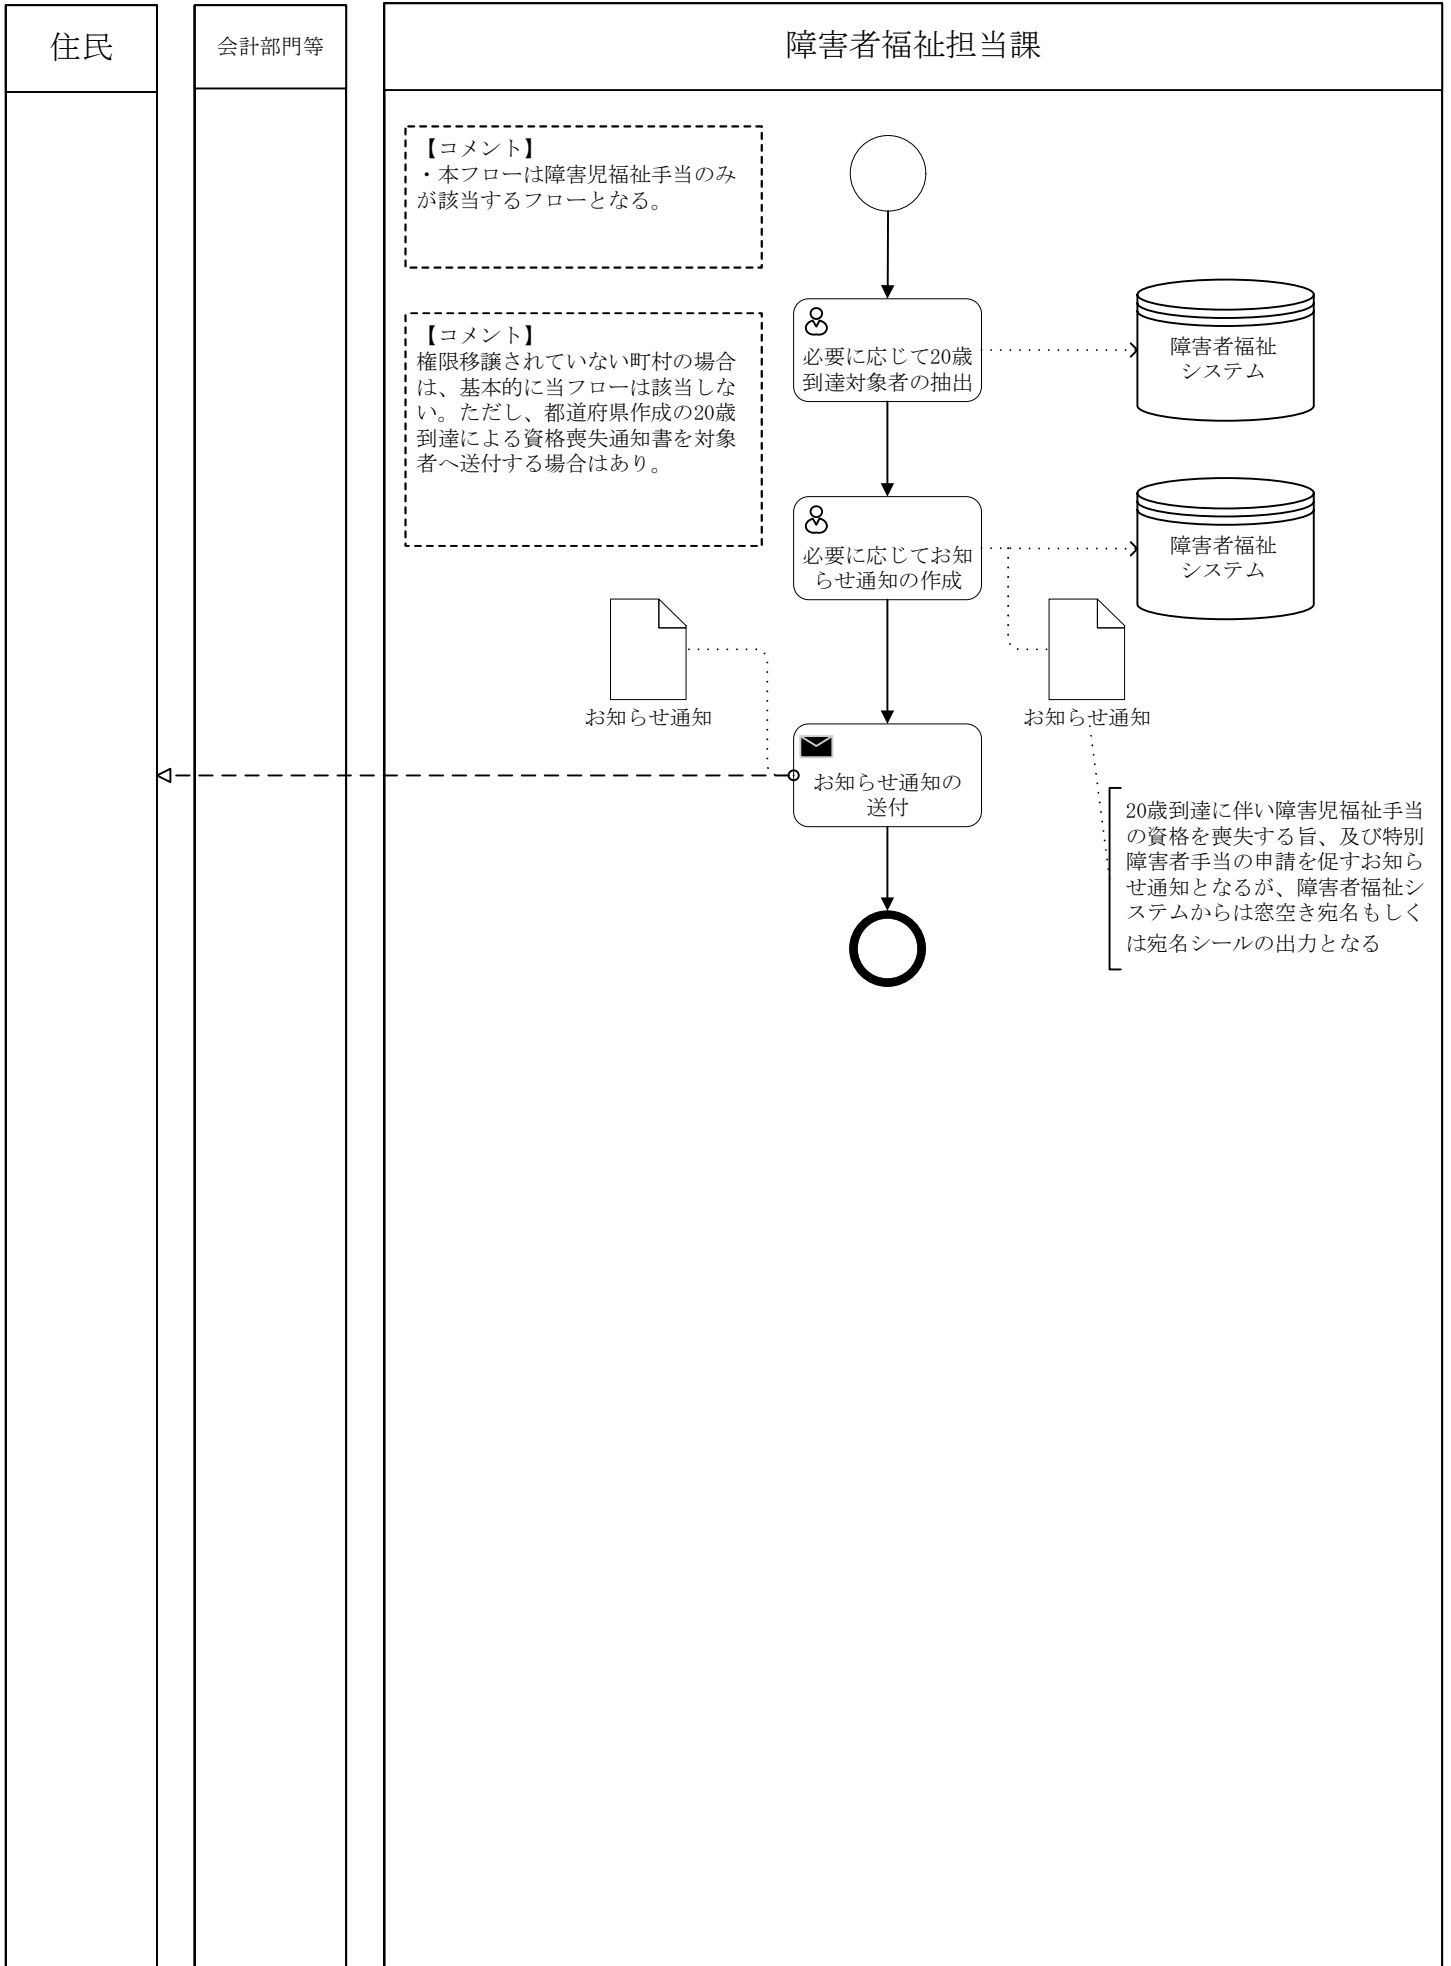 住民
会計部門等
障害者福祉担当課
【コメント】
・本フローは障害児福祉手当のみ
が該当するフローとなる。
【コメント】
権限移譲されていない町村の場合
は、基本的に当フローは該当しな
い。ただし、都道府県作成の20歳
到達による資格喪失通知書を対象
者へ送付する場合はあり。
必要に応じて20歳
到達対象者の抽出
障害者福祉
システム
必要に応じてお知
らせ通知の作成
障害者福祉
システム
お知らせ通知
お知らせ通知
お知らせ通知の
送付
20歳到達に伴い障害児福祉手当
の資格を喪失する旨、及び特別
障害者手当の申請を促すお知ら
せ通知となるが、障害者福祉シ
ステムからは窓空き宛名もしく
は宛名シールの出力となる